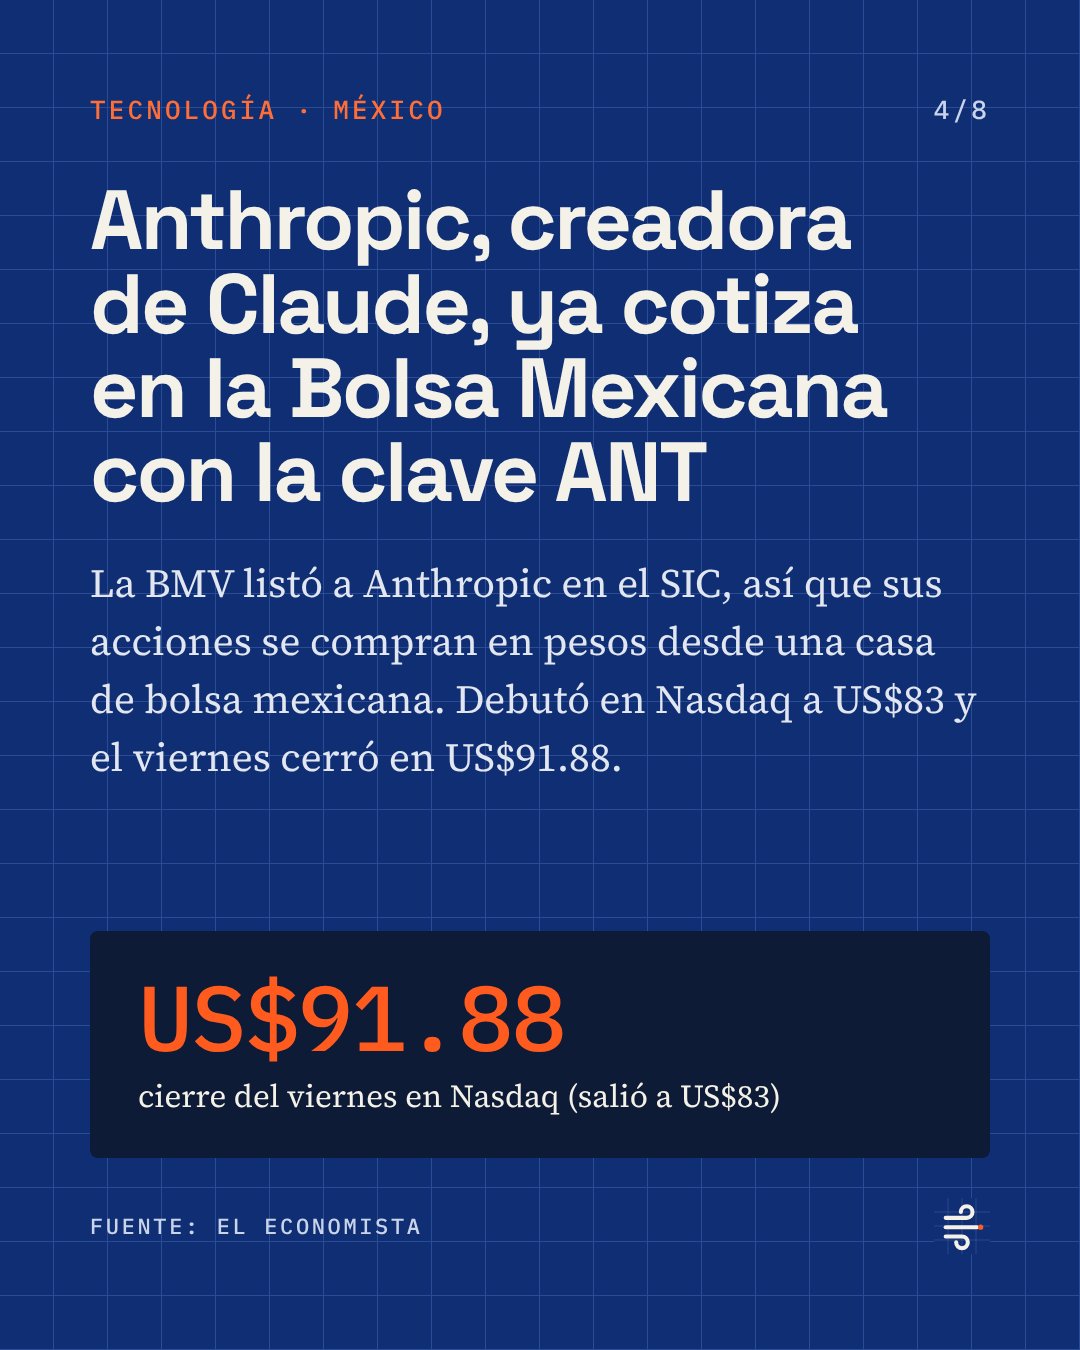 TECNOLOGÍA · MÉXICO
4/8
Anthropic, creadora
de Claude, ya cotiza
en la Bolsa Mexicana
con la clave ANT
La BMV listó a Anthropic en el SIC, así que sus
acciones se compran en pesos desde una casa
de bolsa mexicana. Debutó en Nasdaq a US$83 y
el viernes cerró en US$91.88.
US$91.88
cierre del viernes en Nasdaq (salió a US$83)
FUENTE: EL ECONOMISTA